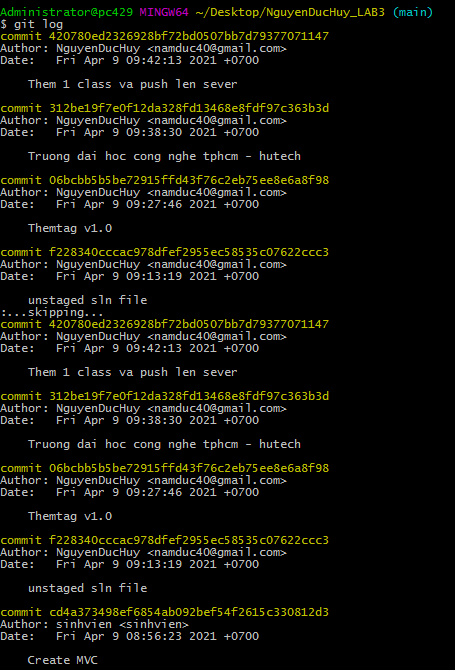 Administrator@pc429 MINGW64 ~/Desktop/NguyenDucHuy_LAB3 (main)
$ git log
commit 420780ed2326928bf72bd0507bb7d79377071147
Author: NguyenDucHuy <namduc40@gmail.com>
Date:   Fri Apr 9 09:42:13 2021 +0700
Them 1 class va push len sever
commit 312be19f7e0f12da328fd13468e8fdf97c363b3d
Author: NguyenDucHuy <namduc40@gmail.com>
Date:   Fri Apr 9 09:38:30 2021 +0700
Truong dai hoc cong nghe tphcm - hutech
commit 06bcbb5b5be72915ffd43f76c2eb75ee8e6a8f98
Author: NguyenDucHuy <namduc40@gmail.com>
Date:   Fri Apr 9 09:27:46 2021 +0700
Themtag v1.0
commit f228340cccac978dfef2955ec58535c07622ccc3
Author: NguyenDucHuy <namduc40@gmail.com>
Date:   Fri Apr 9 09:13:19 2021 +0700
unstaged sln file
:...skipping...
commit 420780ed2326928bf72bd0507bb7d79377071147
Author: NguyenDucHuy <namduc40@gmail.com>
Date:   Fri Apr 9 09:42:13 2021 +0700
Them 1 class va push len sever
commit 312be19f7e0f12da328fd13468e8fdf97c363b3d
Author: NguyenDucHuy <namduc40@gmail.com>
Date:   Fri Apr 9 09:38:30 2021 +0700
Truong dai hoc cong nghe tphcm - hutech
commit 06bcbb5b5be72915ffd43f76c2eb75ee8e6a8f98
Author: NguyenDucHuy <namduc40@gmail.com>
Date:   Fri Apr 9 09:27:46 2021 +0700
Themtag v1.0
commit f228340cccac978dfef2955ec58535c07622ccc3
Author: NguyenDucHuy <namduc40@gmail.com>
Date:   Fri Apr 9 09:13:19 2021 +0700
unstaged sln file
commit cd4a373498ef6854ab092bef54f2615c330812d3
Author: sinhvien <sinhvien>
Date:   Fri Apr 9 08:56:23 2021 +0700
Create MVC